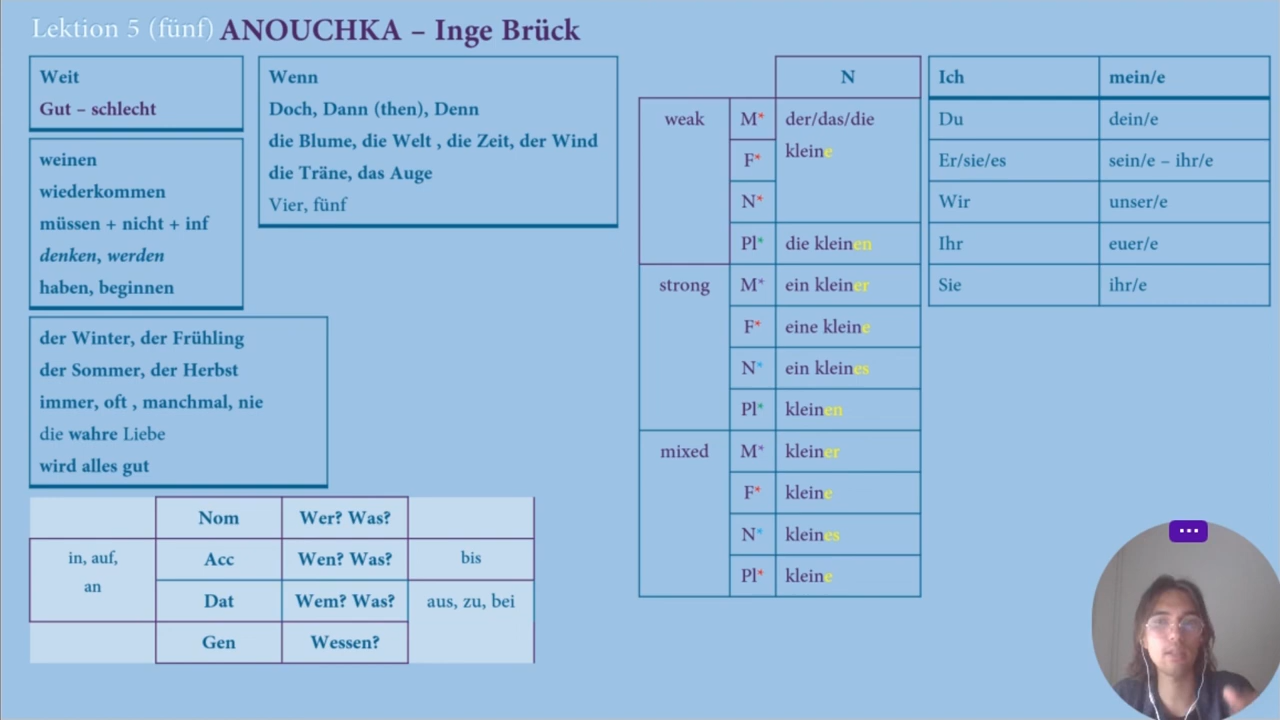 Lektion 5 (fünf) ANOUCHKA – Inge Brück
Weit
Gut – schlecht
weinen
wiederkommen
müssen + nicht + inf
denken, werden
haben, beginnen
Wenn
Doch, Dann (then), Denn
die Blume, die Welt , die Zeit, der Wind
die Träne, das Auge
Vier, fünf
der Winter, der Frühling
der Sommer, der Herbst
immer, oft , manchmal, nie
die wahre Liebe
wird alles gut
Nom Wer? Was?
in, auf, an Acc Wen? Was? bis
Dat Wem? Was? aus, zu, bei
Gen Wessen?
N
weak M* der/das/die
kleine
F*
N*
Pl* die kleinen
strong M* ein kleiner
F* eine kleine
N* ein kleines
Pl* kleinen
mixed M* kleiner
F* kleine
N* kleines
Pl* kleine
Ich mein/e
Du dein/e
Er/sie/es sein/e – ihr/e
Wir unser/e
Ihr euer/e
Sie ihr/e